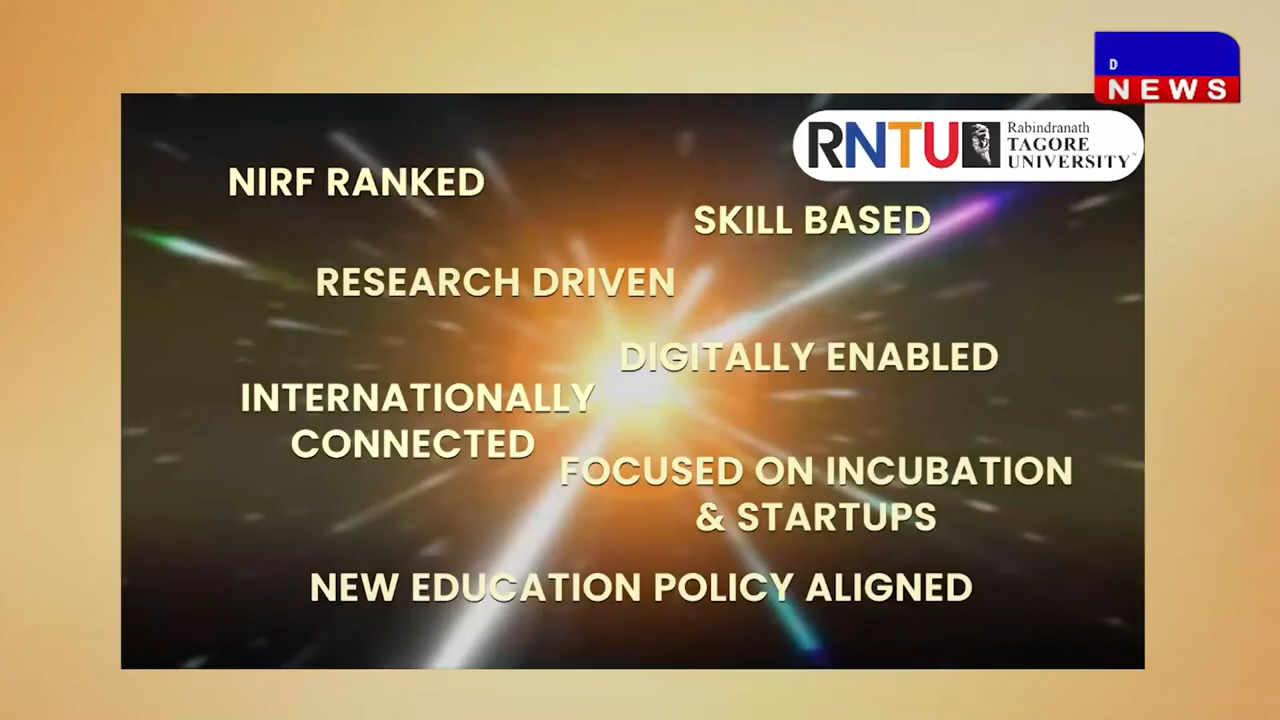 D
NEWS
RNTU
Rabindranath
TAGORE
UNIVERSITY
NIRF RANKED
SKILL BASED
RESEARCH DRIVEN
DIGITALLY ENABLED
INTERNATIONALLY
CONNECTED
FOCUSED ON INCUBATION
& STARTUPS
NEW EDUCATION POLICY ALIGNED